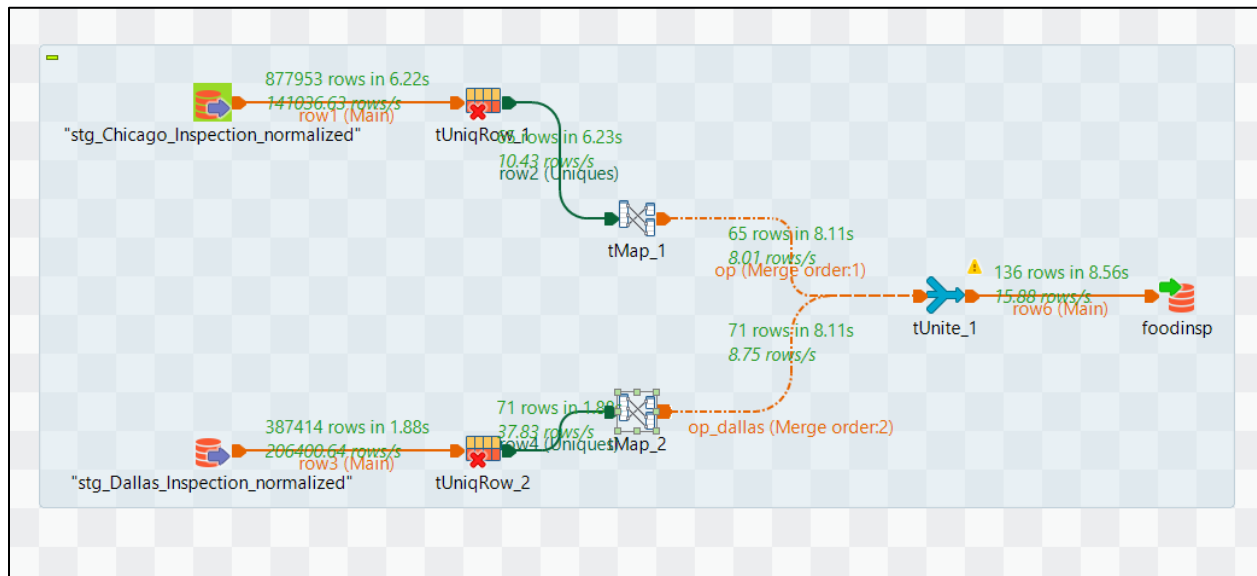 877953 rows in 6.22s
141036.63 rows/s
row1 (Main)
"stg_Chicago_Inspection_normalized"
tUniqRow_1
rows in 6.23s
10.43 rows/s
row2 (Uniques)
tMap_1
65 rows in 8.11s
8.01 rows/s
op (Merge order:1)
136 rows in 8.56s
15.88 rows/s
row6 (Main)
tUnite_1
foodinsp
71 rows in 8.11s
8.75 rows/s
387414 rows in 1.88s
206400.64 rows/s
row3 (Main)
"stg_Dallas_Inspection_normalized"
tUniqRow_2
71 rows in 1.88s
37.83 rows/s
row4 (Uniques)
tMap_2
op_dallas (Merge order:2)